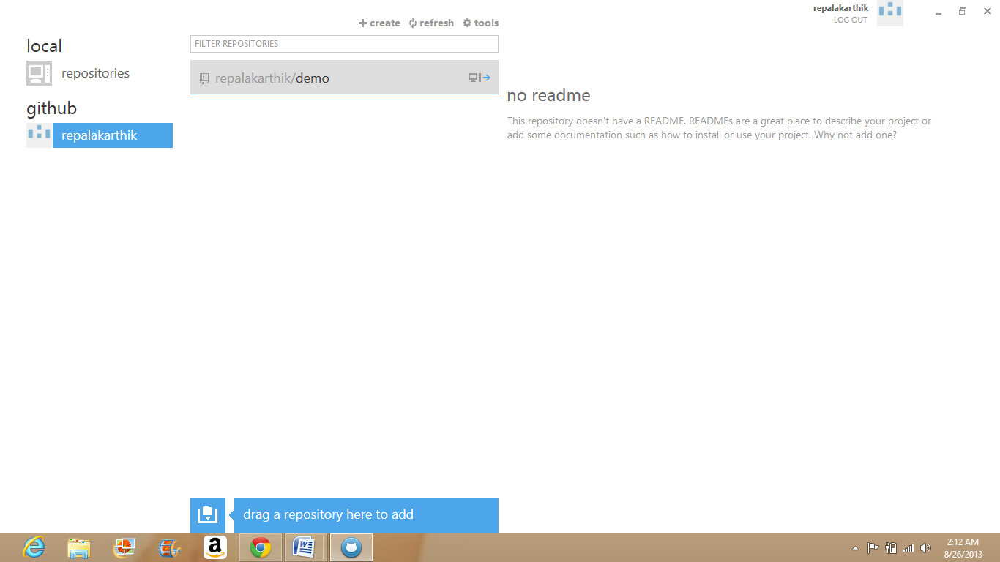 repalakarthik
LOG OUT
create refresh tools
local
FILTER REPOSITORIES
repositories
repalakarthik/demo
github
repalakarthik
no readme
This repository doesn't have a README. READMEs are a great place to describe your project or
add some documentation such as how to install or use your project. Why not add one?
drag a repository here to add
2:12 AM
8/26/2013